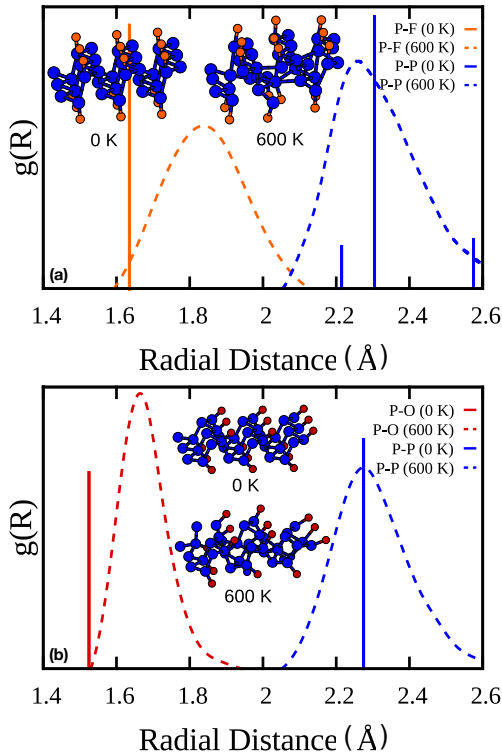 P-F (0 K)
P-F (600 K)
P-P (0 K)
P-P (600 K)
0 K
600 K
g(R)
(a)
1.4 1.6 1.8 2 2.2 2.4 2.6
Radial Distance (Å)
P-O (0 K)
P-O (600 K)
P-P (0 K)
P-P (600 K)
0 K
600 K
g(R)
(b)
1.4 1.6 1.8 2 2.2 2.4 2.6
Radial Distance (Å)